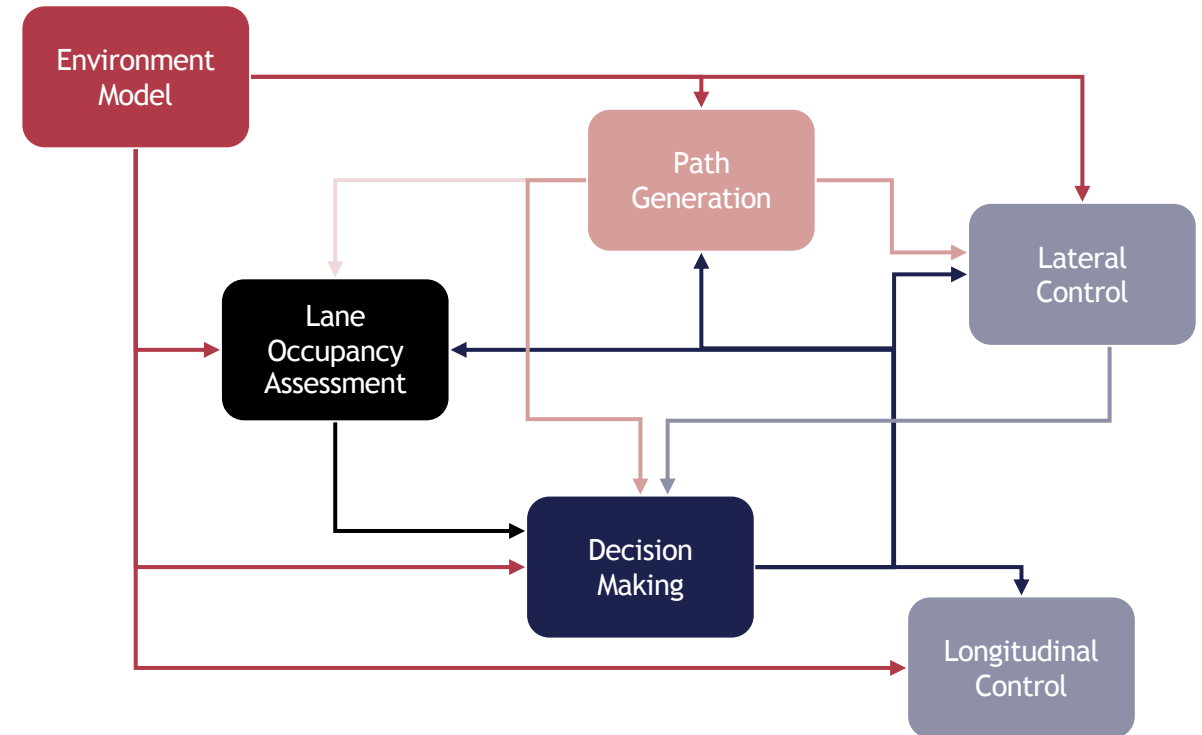 Environment
Model
Path
Generation
Lateral
Control
Lane
Occupancy
Assessment
Decision
Making
Longitudinal
Control